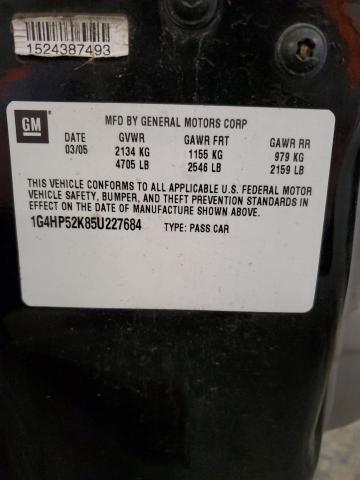 1524387493
GM
MFD BY GENERAL MOTORS CORP
DATE GVWR GAWR FRT GAWR RR
03/05 2134 KG 1155 KG 979 KG
4705 LB 2546 LB 2159 LB
THIS VEHICLE CONFORMS TO ALL APPLICABLE U.S. FEDERAL MOTOR
VEHICLE SAFETY, BUMPER, AND THEFT PREVENTION STANDARDS IN
EFFECT ON THE DATE OF MANUFACTURE SHOWN ABOVE.
1G4HP52K85U227684 TYPE: PASS CAR